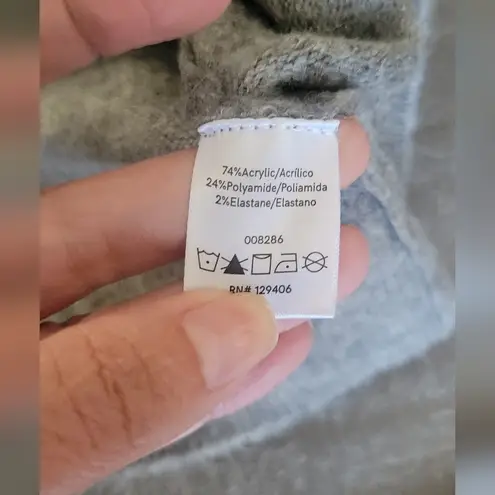 74%Acrylic/Acrílico
24%Polyamide/Poliamida
2%Elastane/Elastano
008286
RN# 129406